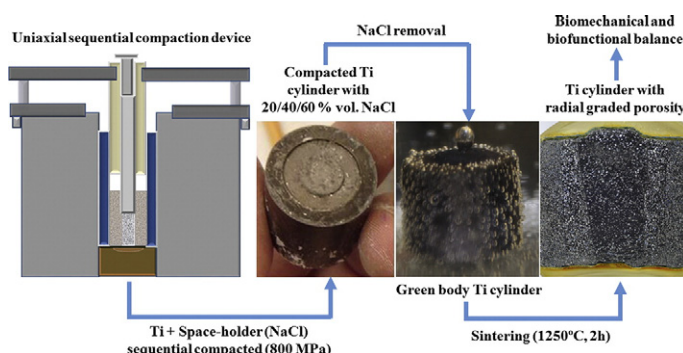 Uniaxial sequential compaction device
NaCl removal
Biomechanical and
biofunctional balance
Compacted Ti
cylinder with
20/40/60 % vol. NaCl
Ti cylinder with
radial graded porosity
Green body Ti cylinder
Ti + Space-holder (NaCl)
sequential compacted (800 MPa)
Sintering (1250ºC, 2h)